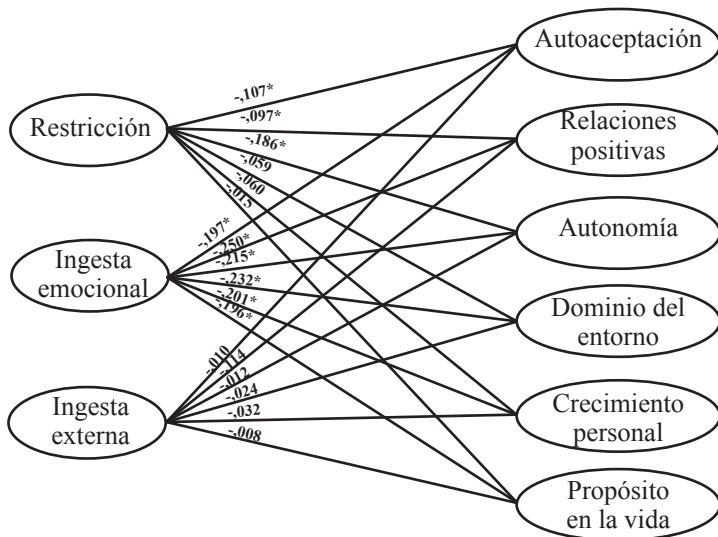 Autoaceptación
-,107*
-,097*
Restricción
Relaciones
positivas
-,186*
-,059
-,060
-,015
-,197*
Autonomía
-,250*
-,215*
Ingesta
emocional
-,232*
-,201*
-,196*
Dominio del
entorno
-,010
-,114
-,012
-,024
Ingesta
externa
-,032
-,008
Crecimiento
personal
Propósito
en la vida